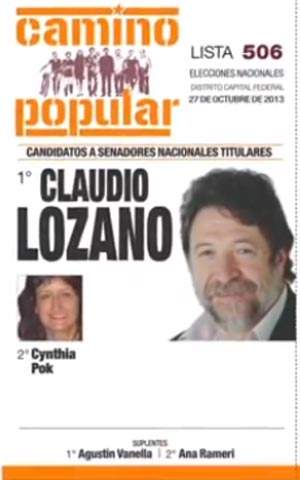 camino
popular
LISTA 506
ELECCIONES NACIONALES
DISTRITO CAPITAL FEDERAL
27 DE OCTUBRE DE 2013
CANDIDATOS A SENADORES NACIONALES TITULARES
1° CLAUDIO
LOZANO
2° Cynthia
Pok
SUPLENTES
1° Agustin Vanella | 2° Ana Rameri